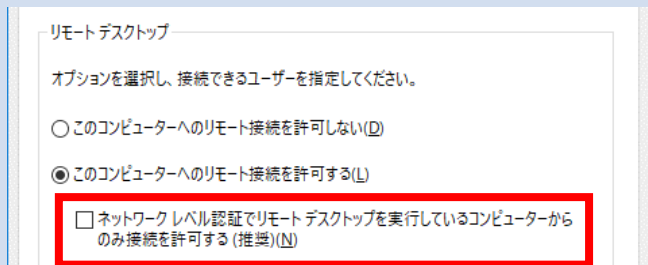 リモート デスクトップ
オプションを選択し、接続できるユーザーを指定してください。
このコンピューターへのリモート接続を許可しない(D)
このコンピューターへのリモート接続を許可する(L)
ネットワーク レベル認証でリモート デスクトップを実行しているコンピューターから
のみ接続を許可する (推奨)(N)